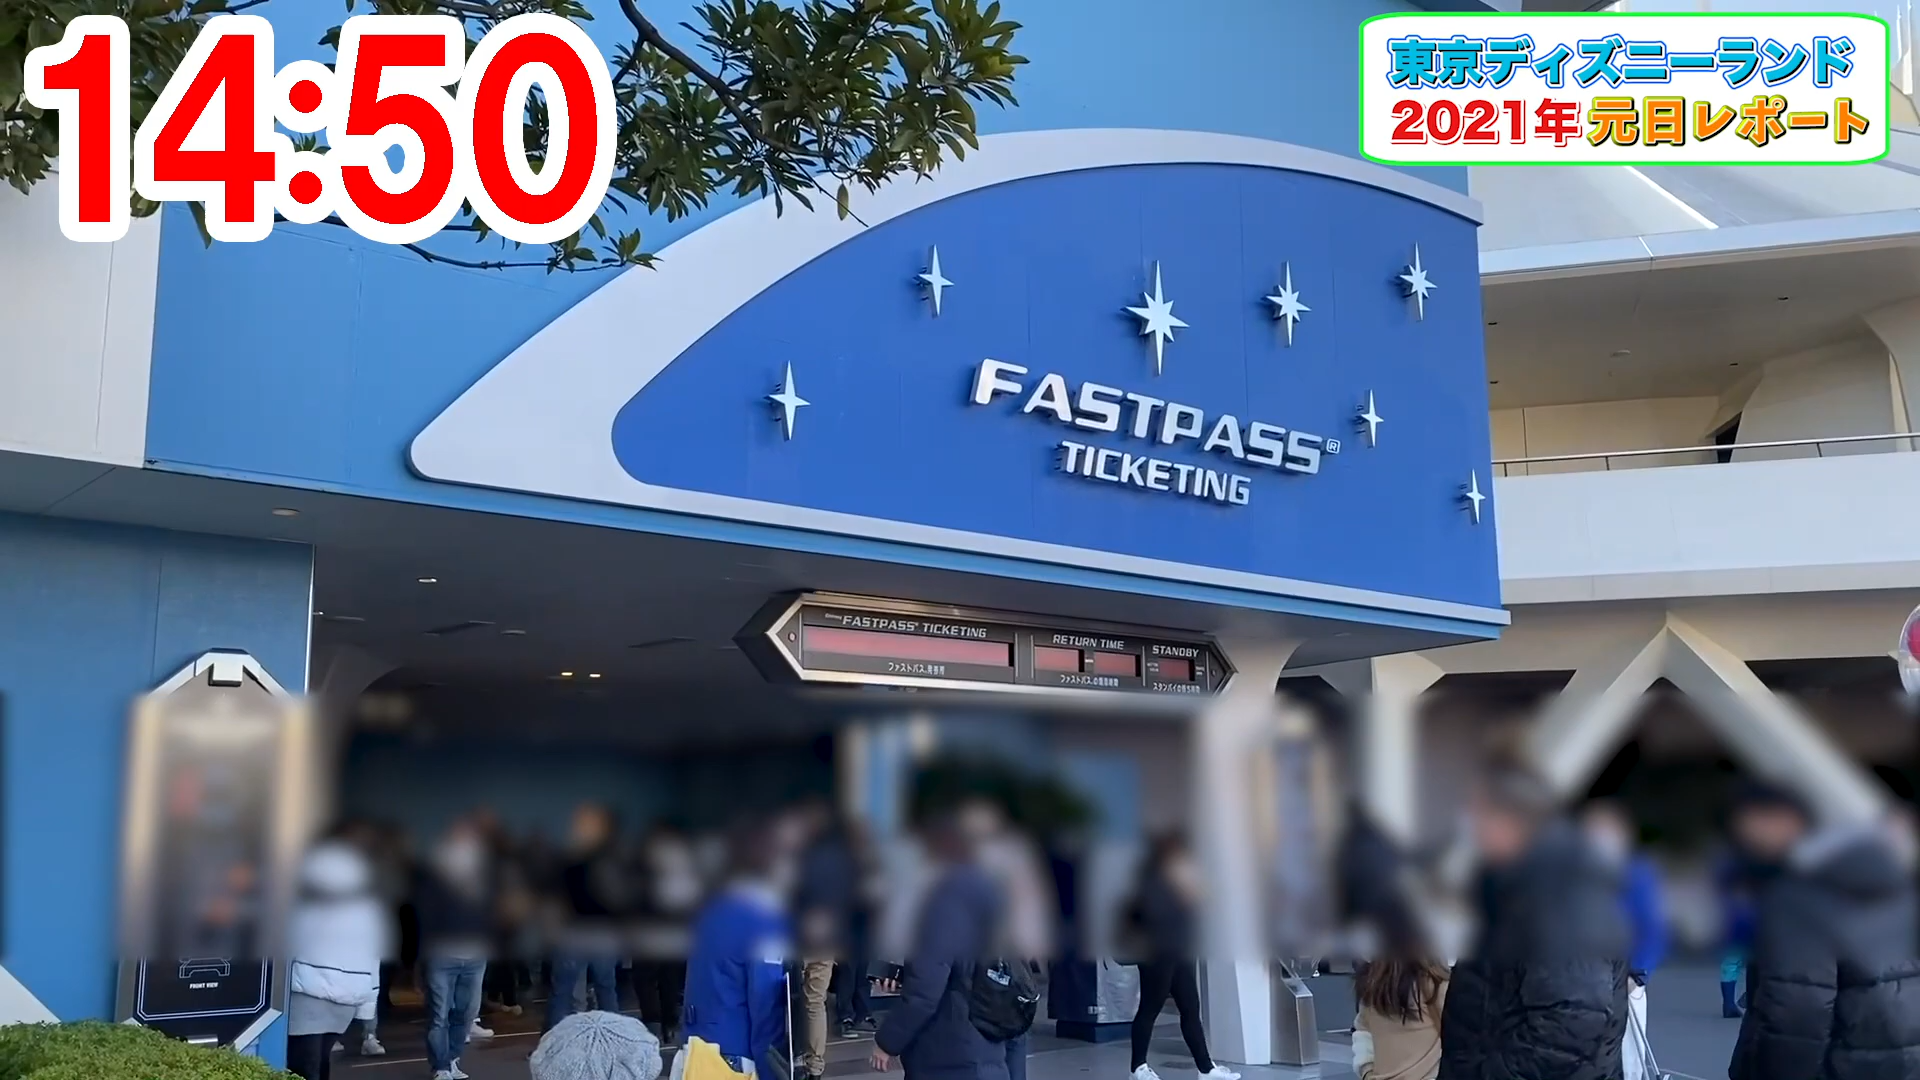 14:50
東京ディズニーランド
2021年 元日レポート
FASTPASS®
TICKETING
FASTPASS® TICKETING
ファストパス発券所
RETURN TIME
STANDBY
FRONT VIEW